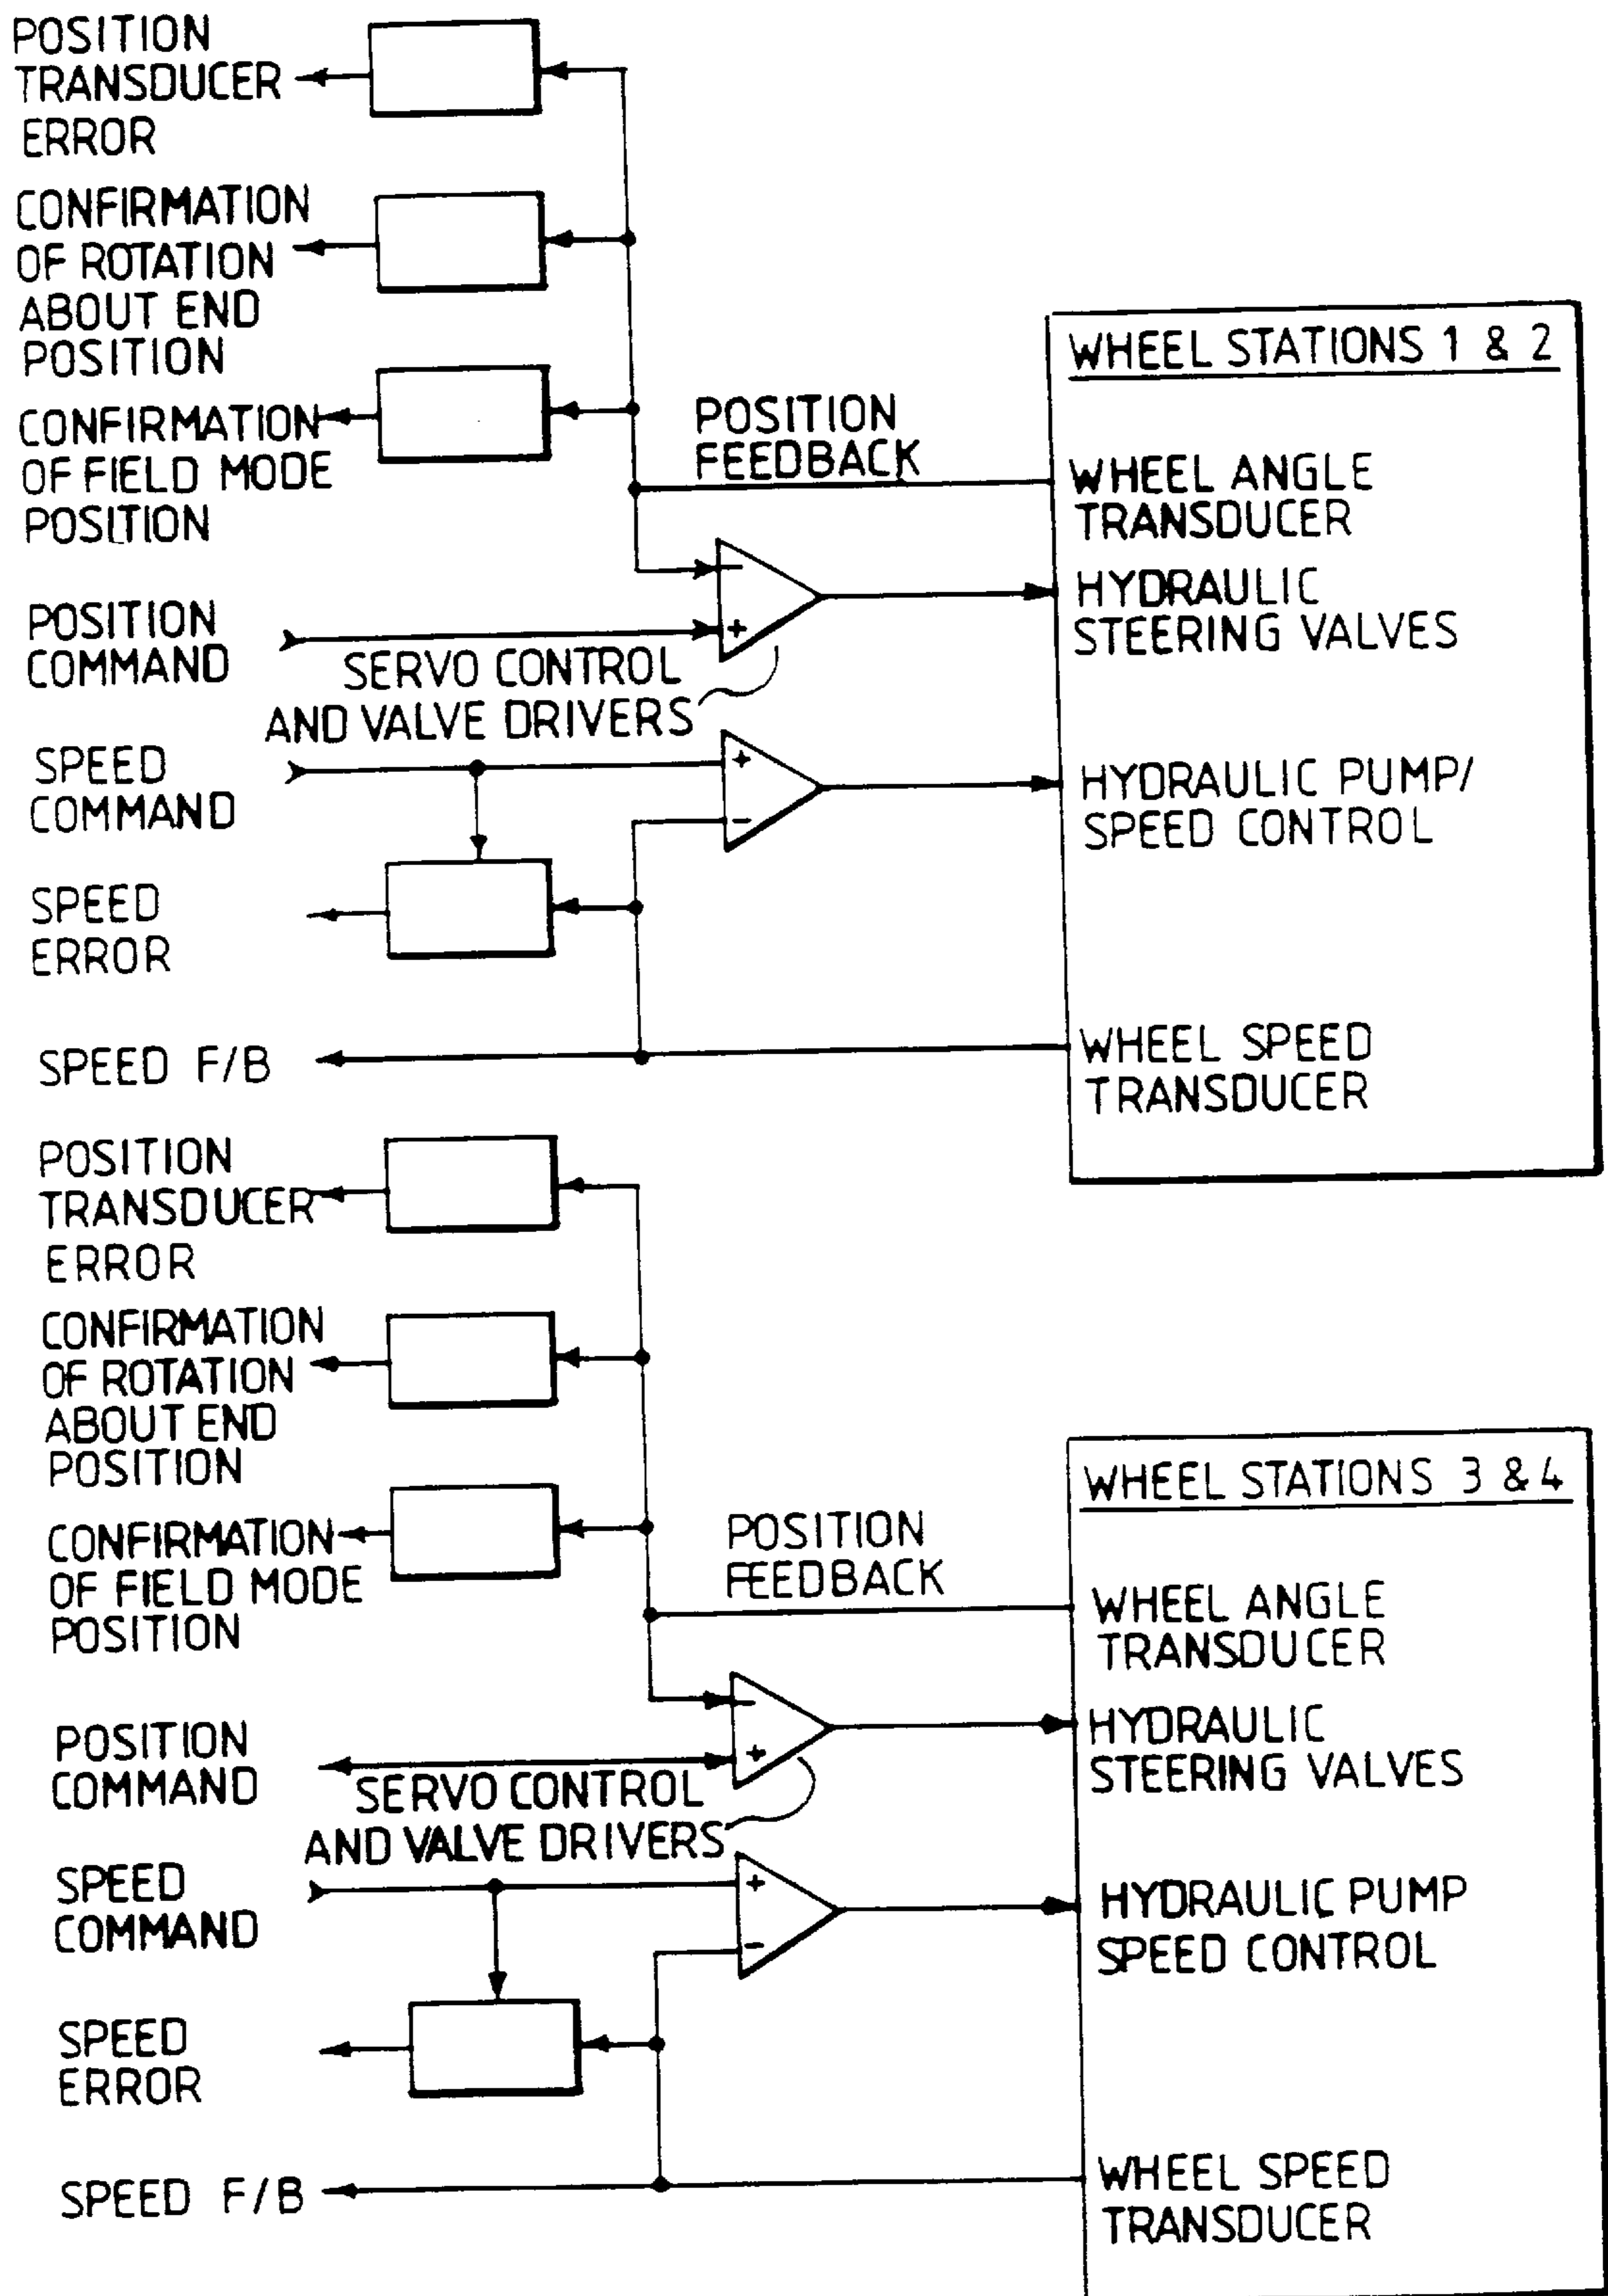 POSITION
TRANSDUCER
ERROR
CONFIRMATION
OF ROTATION
ABOUT END
POSITION
CONFIRMATION
OF FIELD MODE
POSITION
POSITION
FEEDBACK
WHEEL STATIONS 1 & 2
WHEEL ANGLE
TRANSDUCER
HYDRAULIC
STEERING VALVES
-
+
POSITION
COMMAND
SERVO CONTROL
AND VALVE DRIVERS
SPEED
COMMAND
+
-
HYDRAULIC PUMP/
SPEED CONTROL
SPEED
ERROR
SPEED F/B
WHEEL SPEED
TRANSDUCER
POSITION
TRANSDUCER
ERROR
CONFIRMATION
OF ROTATION
ABOUT END
POSITION
CONFIRMATION
OF FIELD MODE
POSITION
POSITION
FEEDBACK
WHEEL STATIONS 3 & 4
WHEEL ANGLE
TRANSDUCER
HYDRAULIC
STEERING VALVES
-
+
POSITION
COMMAND
SERVO CONTROL
AND VALVE DRIVERS
SPEED
COMMAND
+
-
HYDRAULIC PUMP
SPEED CONTROL
SPEED
ERROR
SPEED F/B
WHEEL SPEED
TRANSDUCER